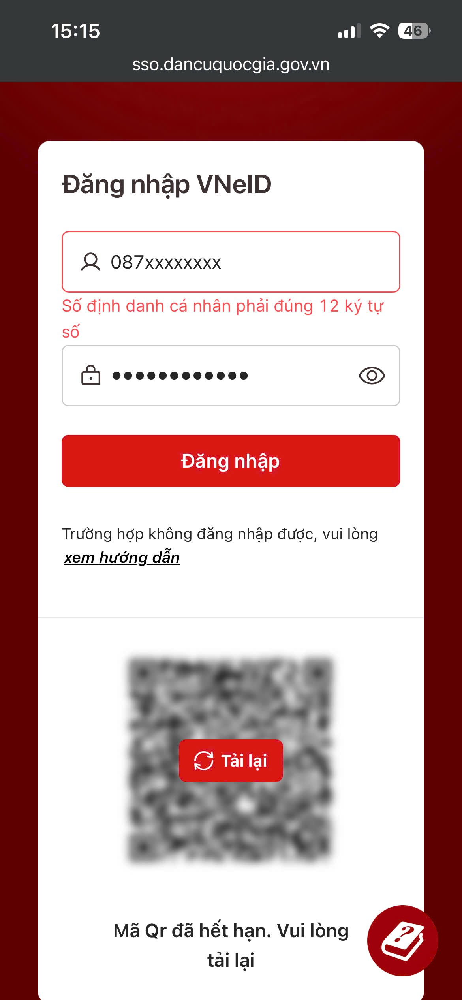 15:15
46
sso.dancuquocgia.gov.vn
Đăng nhập VNeID
087xxxxxxxx
Số định danh cá nhân phải đúng 12 ký tự
số
••••••••••••
Đăng nhập
Trường hợp không đăng nhập được, vui lòng
xem hướng dẫn
Tải lại
Mã Qr đã hết hạn. Vui lòng
tải lại
?